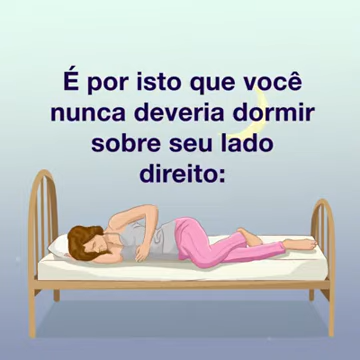 É por isto que você
nunca deveria dormir
sobre seu lado
direito: